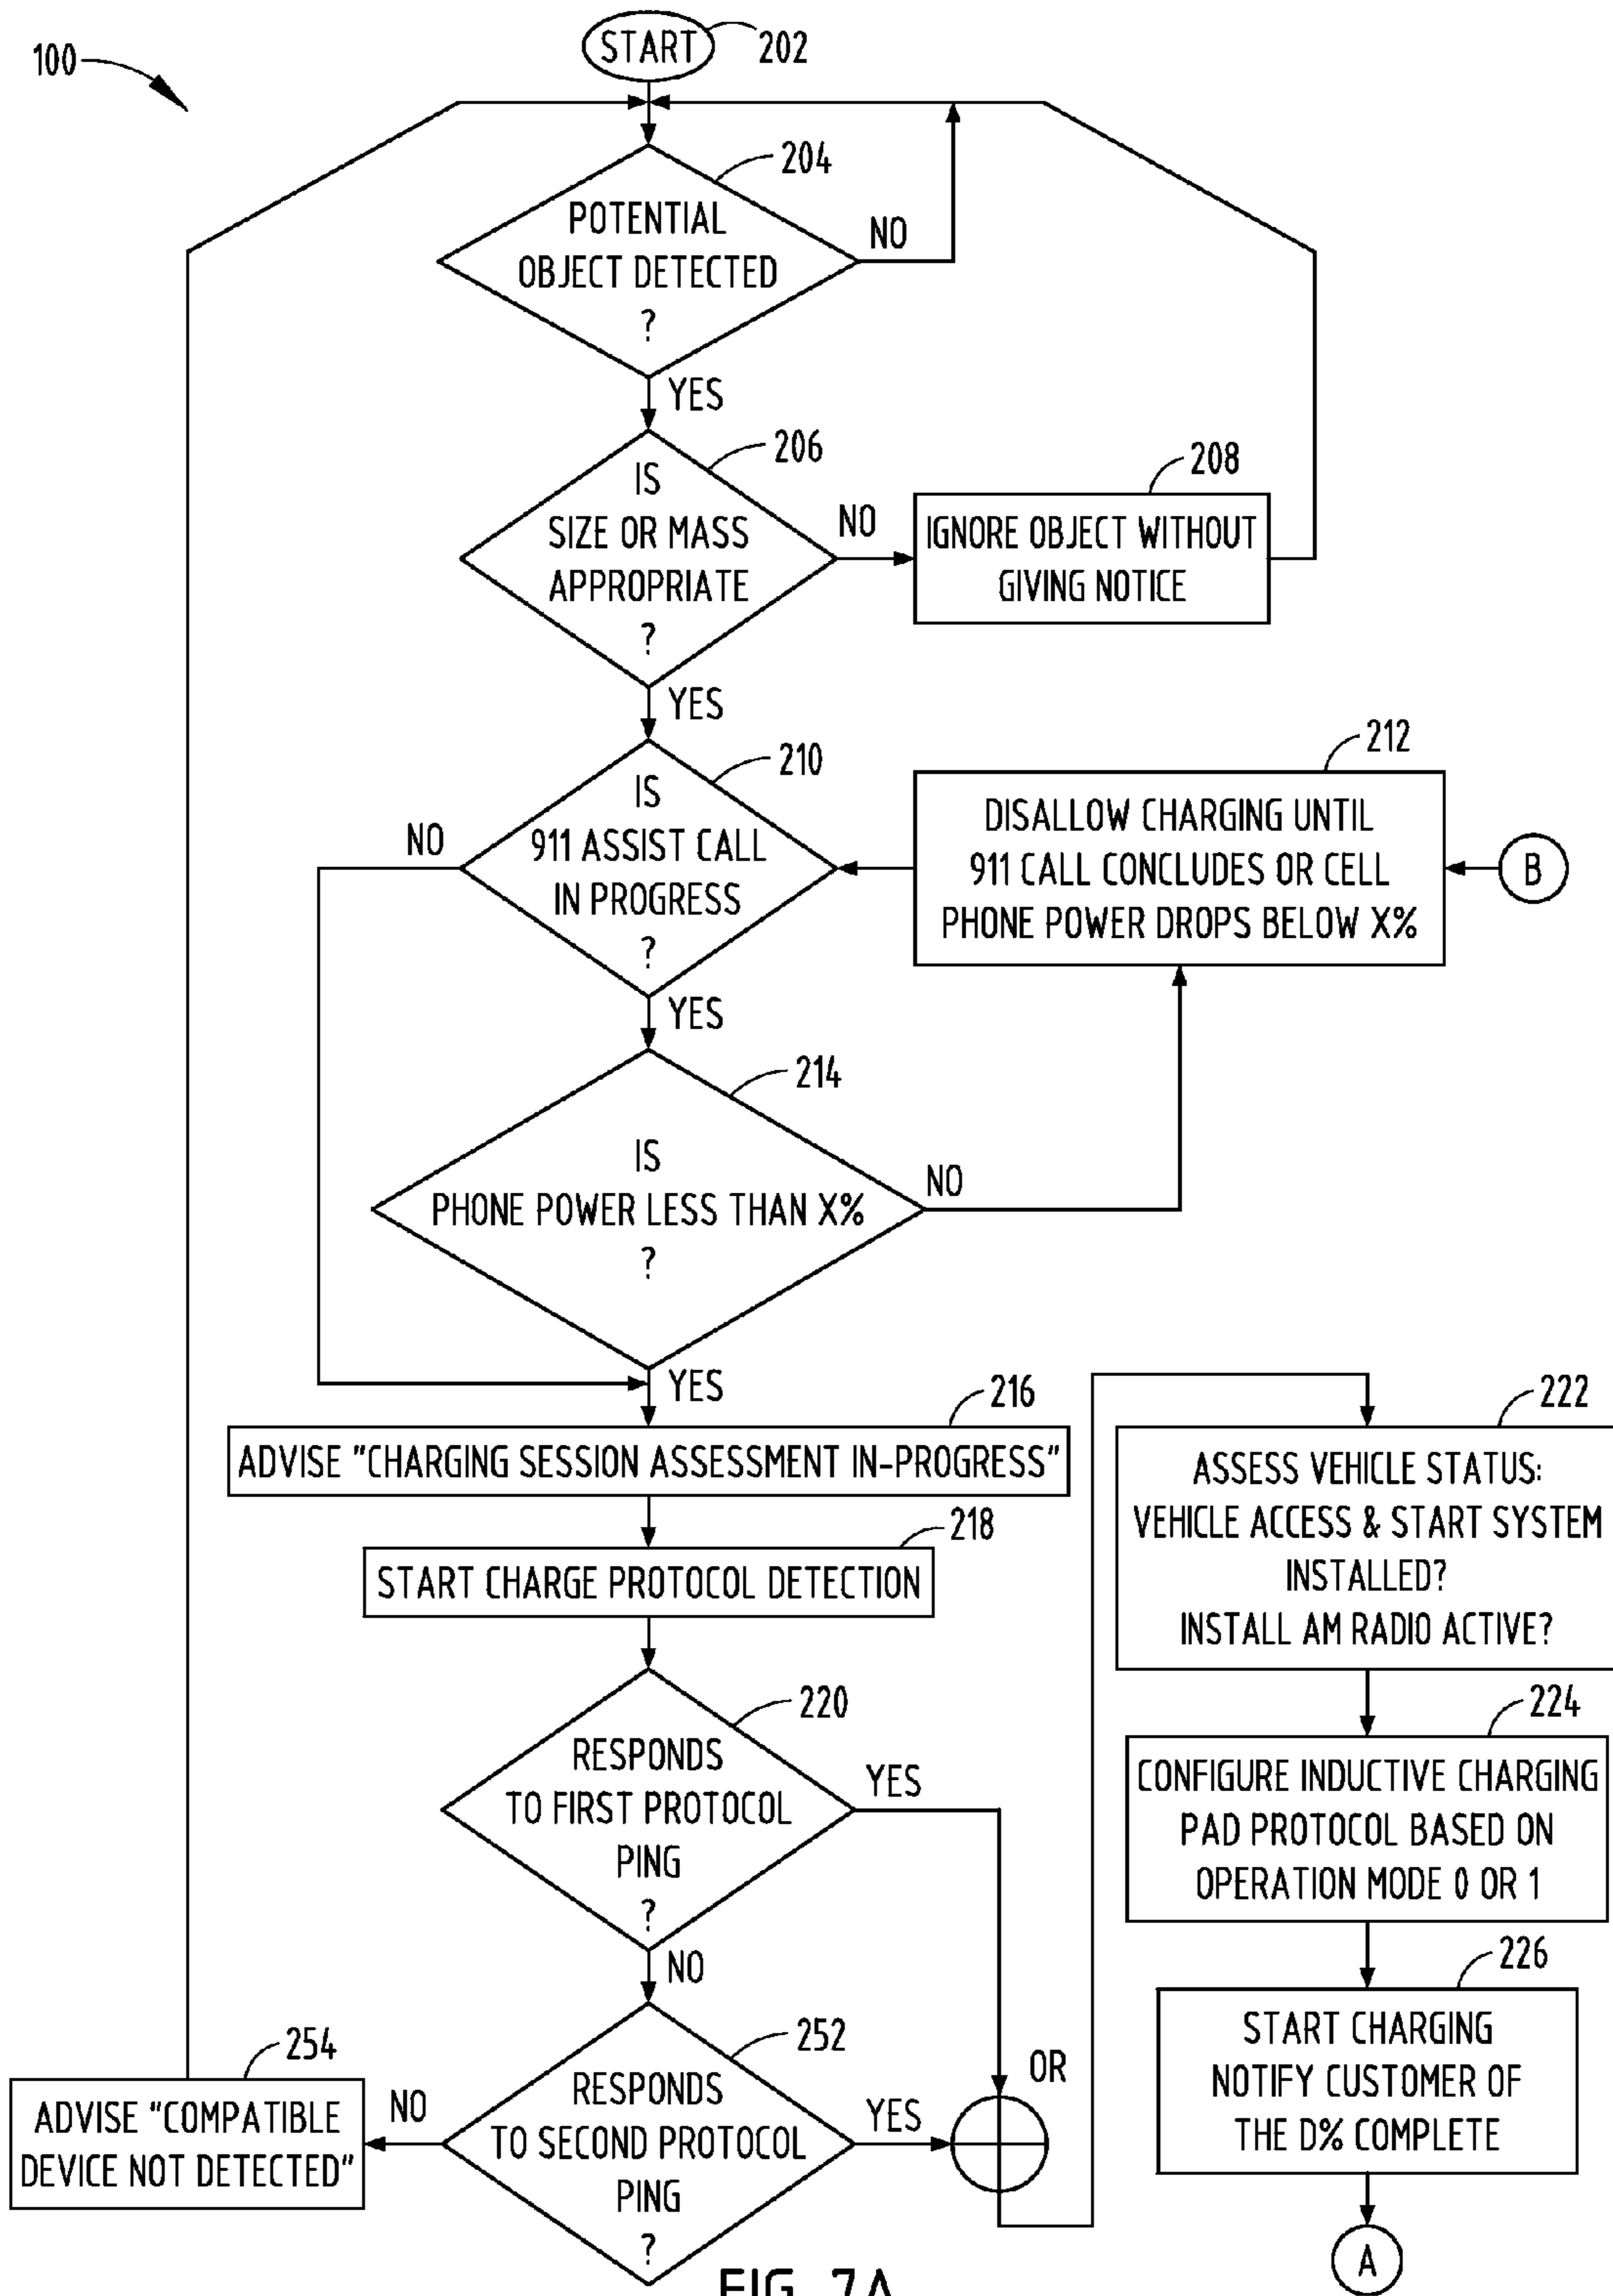 100
START
202
204
POTENTIAL
OBJECT DETECTED
?
NO
YES
206
IS
SIZE OR MASS
APPROPRIATE
?
NO
208
IGNORE OBJECT WITHOUT
GIVING NOTICE
YES
210
IS
911 ASSIST CALL
IN PROGRESS
?
NO
212
DISALLOW CHARGING UNTIL
911 CALL CONCLUDES OR CELL
PHONE POWER DROPS BELOW X%
B
YES
214
IS
PHONE POWER LESS THAN X%
?
NO
YES
216
ADVISE "CHARGING SESSION ASSESSMENT IN-PROGRESS"
218
START CHARGE PROTOCOL DETECTION
220
RESPONDS
TO FIRST PROTOCOL
PING
?
YES
NO
252
RESPONDS
TO SECOND PROTOCOL
PING
?
NO
254
ADVISE "COMPATIBLE
DEVICE NOT DETECTED"
YES
OR
222
ASSESS VEHICLE STATUS:
VEHICLE ACCESS & START SYSTEM
INSTALLED?
INSTALL AM RADIO ACTIVE?
224
CONFIGURE INDUCTIVE CHARGING
PAD PROTOCOL BASED ON
OPERATION MODE 0 OR 1
226
START CHARGING
NOTIFY CUSTOMER OF
THE D% COMPLETE
A
FIG. 7A